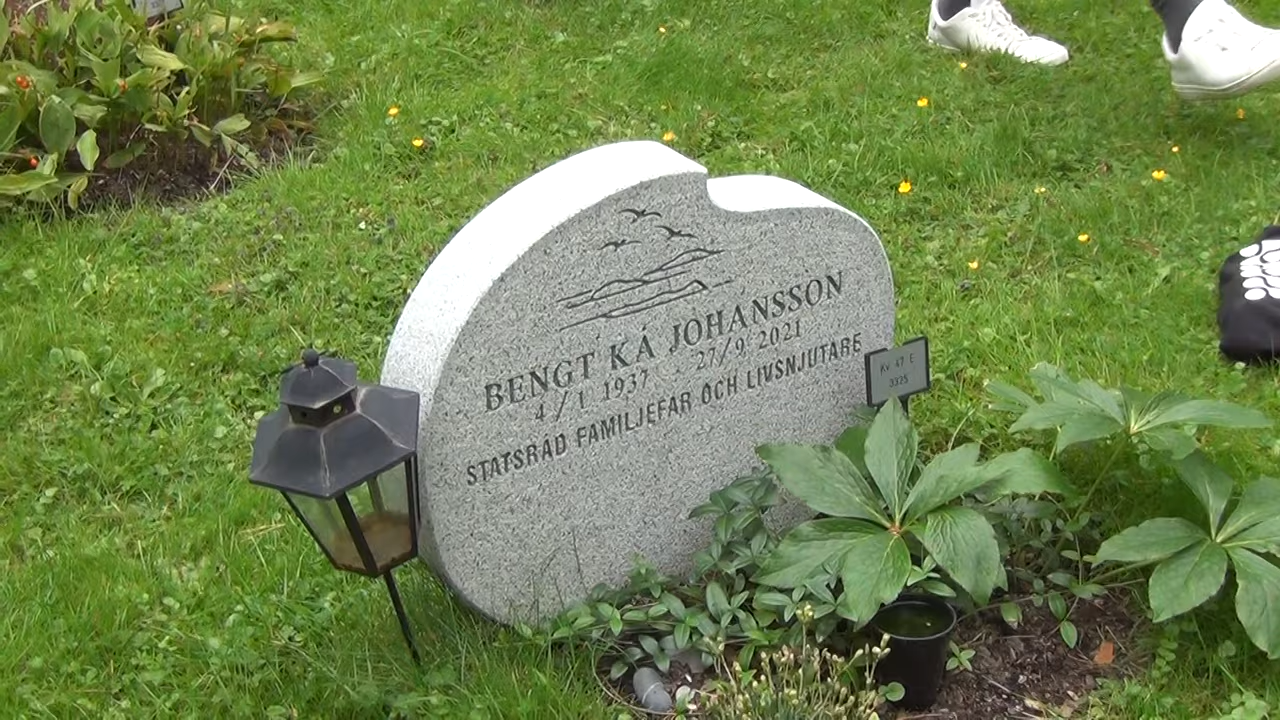 BENGT KÅ JOHANSSON
4/1 1937 - 27/9 2021
STATSRÅD FAMILJEFAR OCH LIVSNJUTARE
KV 47 E
3325